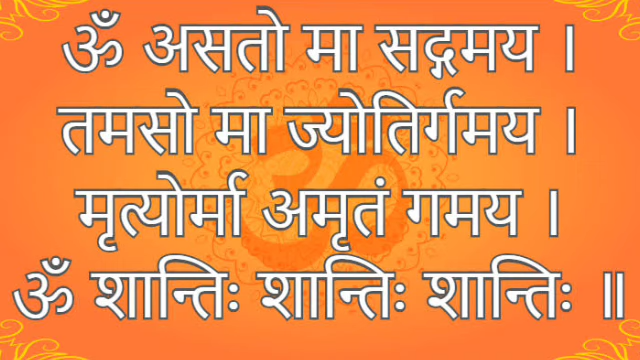 ॐ असतो मा सद्गमय ।
तमसो मा ज्योतिर्गमय ।
मृत्योर्मा अमृतं गमय ।
ॐ शान्तिः शान्तिः शान्तिः ॥